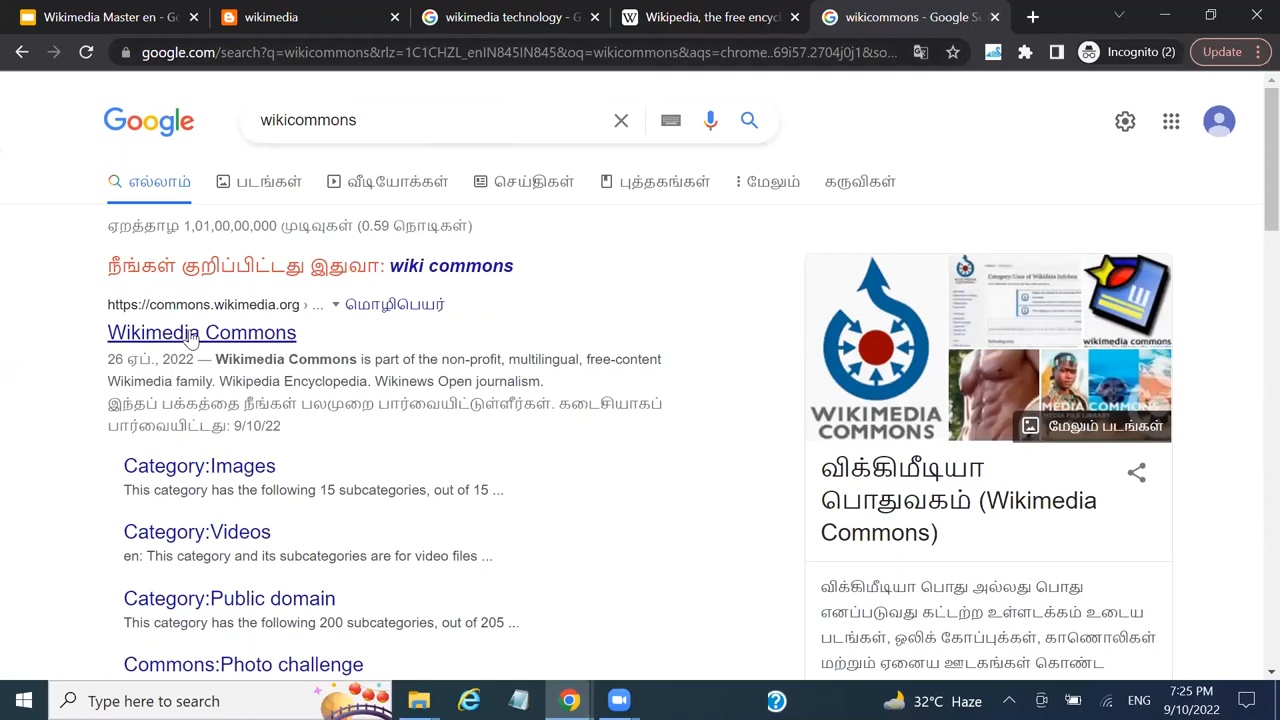 Wikimedia Mastermind - Go
wikimedia
wikimedia technology - G
Wikipedia, the free encyc
wikicommons - Google Se
google.com/search?q=wikicommons&rlz=1C1CHZL_enIN845IN845&oq=wikicommons&aqs=chrome..69i57.2704j0j1&so...
Incognito (2)
Update
Google
wikicommons
எல்லாம்
படங்கள்
வீடியோக்கள்
செய்திகள்
புத்தகங்கள்
மேலும்
கருவிகள்
ஏறத்தாழ 1,01,00,00,000 முடிவுகள் (0.59 நொடிகள்)
நீங்கள் குறிப்பிட்டது இதுவா: wiki commons
https://commons.wikimedia.org › ...
Wikimedia Commons
26 ஏப்., 2022 — Wikimedia Commons is part of the non-profit, multilingual, free-content
Wikimedia family. Wikipedia Encyclopedia. Wikinews Open journalism.
இந்தப் பக்கத்தை நீங்கள் பலமுறை பார்வையிட்டுள்ளீர்கள். கடைசியாகப்
பார்வையிட்டது: 9/10/22
Category:Images
This category has the following 15 subcategories, out of 15 ...
Category:Videos
en: This category and its subcategories are for video files ...
Category:Public domain
This category has the following 200 subcategories, out of 205 ...
Commons:Photo challenge
WIKIMEDIA
COMMONS
wikimedia commons
மேலும் படங்கள்
விக்கிமீடியா
பொதுவகம் (Wikimedia
Commons)
விக்கிமீடியா பொது அல்லது பொது
எனப்படுவது கட்டற்ற உள்ளடக்கம் உடைய
படங்கள், ஒலிக் கோப்புக்கள், காணொலிகள்
மற்றும் ஏனைய ஊடகங்கள் கொண்ட
Type here to search
32°C Haze
ENG
7:25 PM
9/10/2022